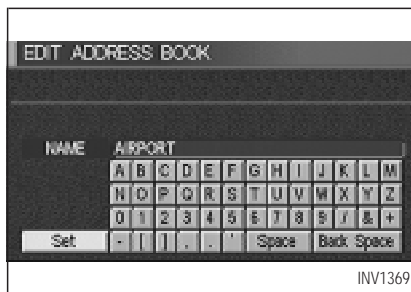 EDIT ADDRESS BOOK
NAME AIRPORT
A B C D E F G H I J K L M
N O P Q R S T U V W X Y Z
0 1 2 3 4 5 6 7 8 9 / & +
Set - [ ] , . ' Space Back Space
INV1369